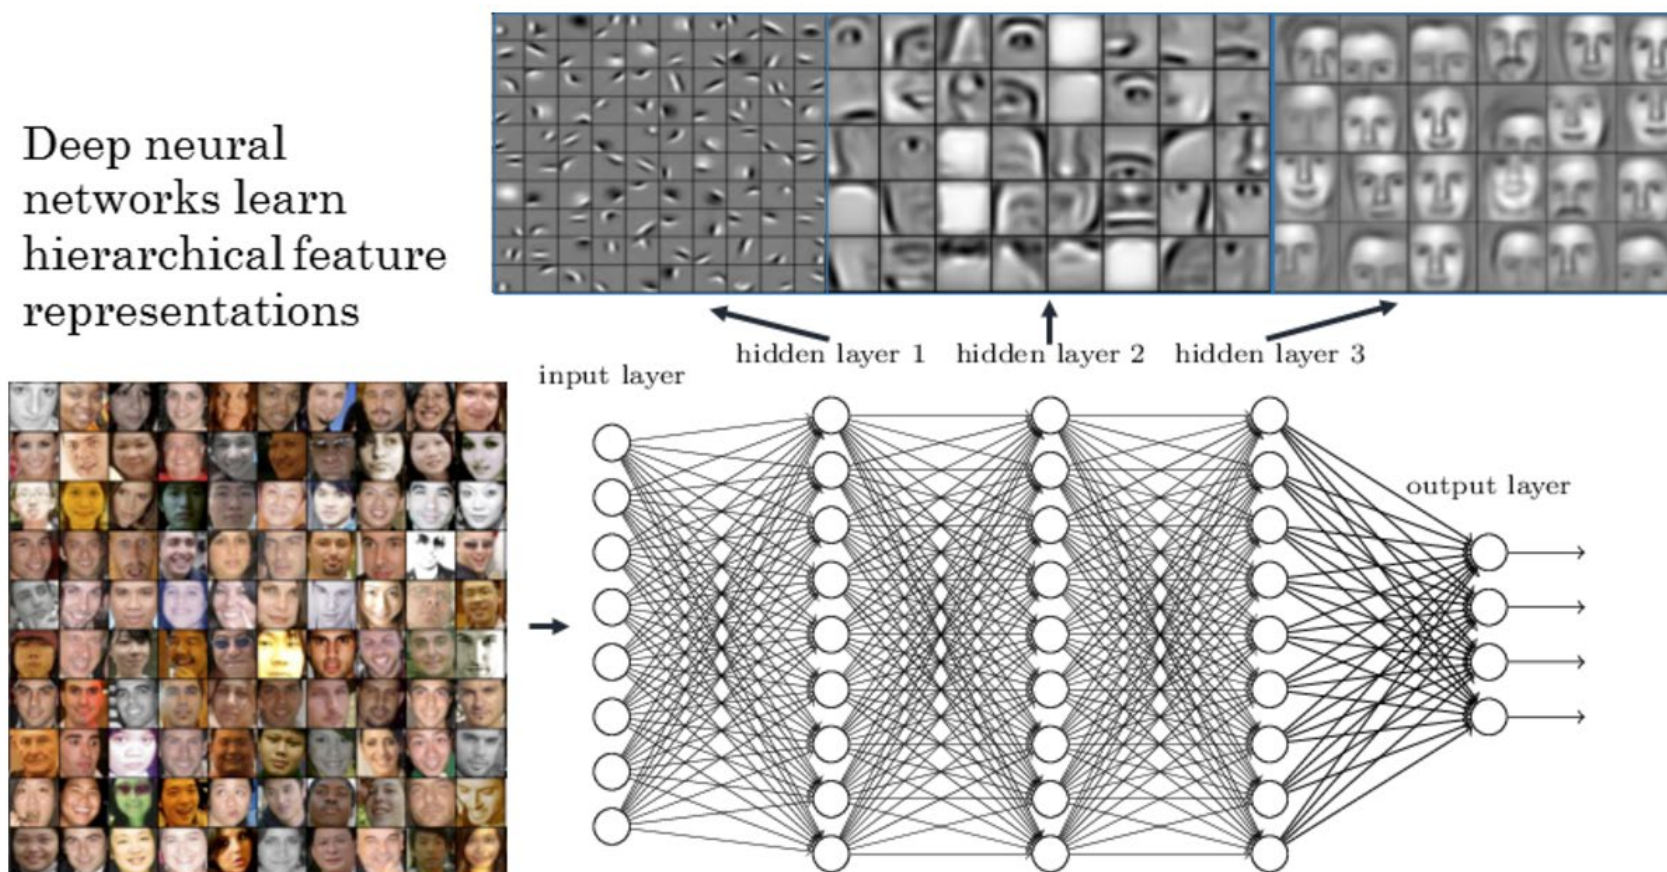 Deep neural
networks learn
hierarchical feature
representations
hidden layer 1
hidden layer 2
hidden layer 3
input layer
output layer